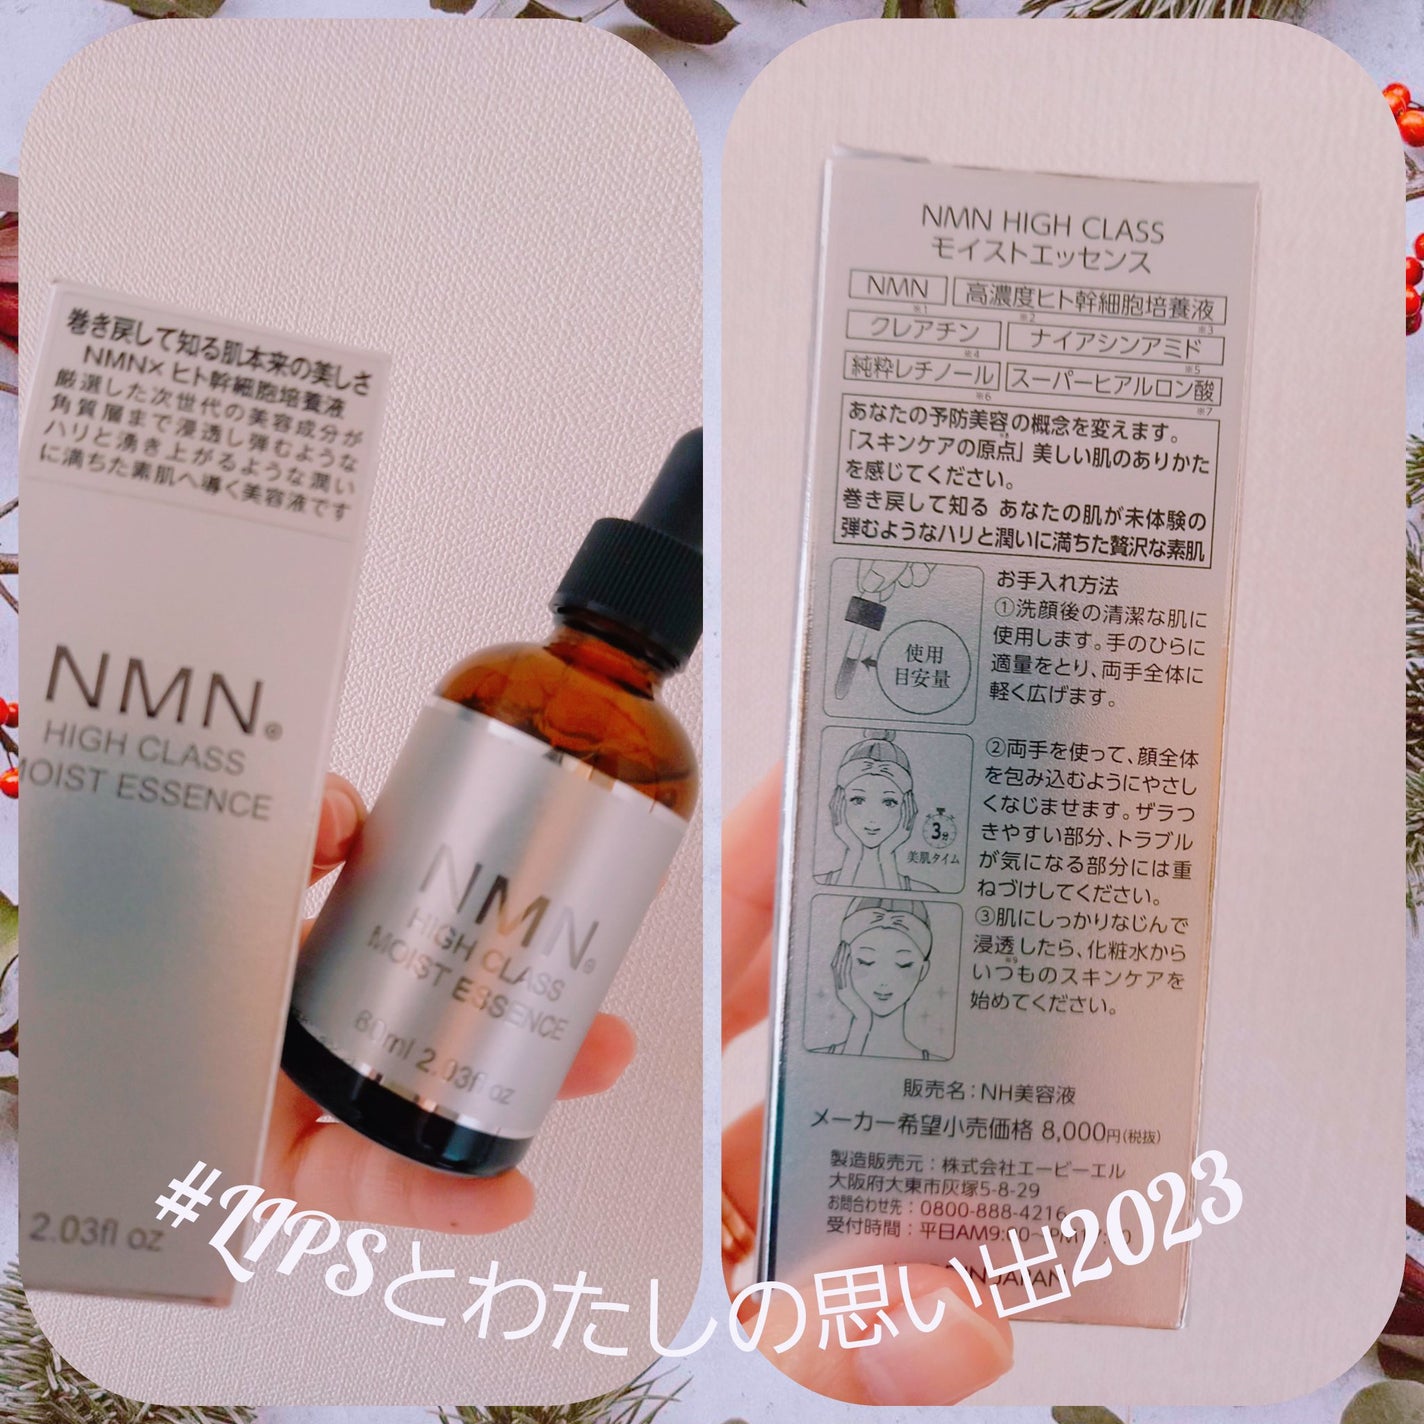 巻き戻して知る肌本来の美しさ
NMN×ヒト幹細胞培養液
厳選した次世代の美容成分が
角質層まで浸透し弾むような
ハリと湧き上がるような潤い
に満ちた素肌へ導く美容液です
NMN®
HIGH CLASS
MOIST ESSENCE
2.03fl oz
NMN®
HIGH CLASS
MOIST ESSENCE
60ml 2.03fl oz
NMN HIGH CLASS
モイストエッセンス
NMN※1 高濃度ヒト幹細胞培養液※2※3
クレアチン※4 ナイアシンアミド※5
純粋レチノール※6 スーパーヒアルロン酸※7
あなたの予防美容の概念を変えます。
「スキンケアの原点」美しい肌のありかた
を感じてください。
巻き戻して知る あなたの肌が未体験の
弾むようなハリと潤いに満ちた贅沢な素肌
お手入れ方法
①洗顔後の清潔な肌に
使用します。手のひらに
適量をとり、両手全体に
軽く広げます。
使用
目安量
②両手を使って、顔全体
を包み込むようにやさし
くなじませます。ザラつ
きやすい部分、トラブル
が気になる部分には重
ねづけしてください。
3分
美肌タイム
③肌にしっかりなじんで
浸透※9したら、化粧水から
いつものスキンケアを
始めてください。
販売名：NH美容液
メーカー希望小売価格 8,000円(税抜)
製造販売元：株式会社エービーエル
大阪府大東市灰塚5-8-29
お問合わせ先：0800-888-4216
受付時間：平日AM9:00～PM17:
IN JAPAN
#LIPSとわたしの思い出2023